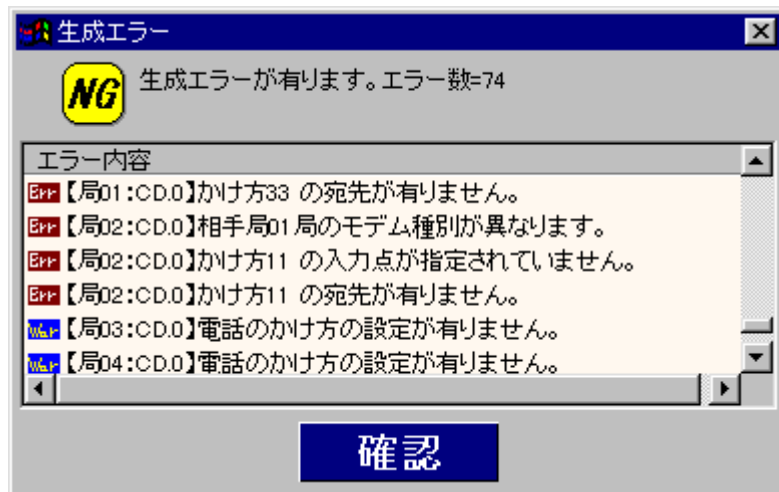 生成エラー
NG
生成エラーが有ります。エラー数=74
エラー内容
Err【局01:CD.0】かけ方33 の宛先が有りません。
Err【局02:CD.0】相手局01局のモデム種別が異なります。
Err【局02:CD.0】かけ方11 の入力点が指定されていません。
Err【局02:CD.0】かけ方11 の宛先が有りません。
War【局03:CD.0】電話のかけ方の設定が有りません。
War【局04:CD.0】電話のかけ方の設定が有りません。
確認